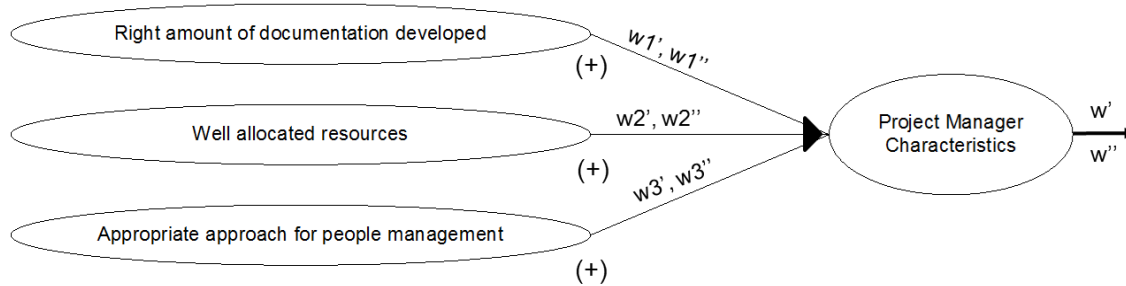 Right amount of documentation developed
(+)
w1', w1''
Well allocated resources
(+)
w2', w2''
Appropriate approach for people management
(+)
w3', w3''
Project Manager
Characteristics
w'
w''